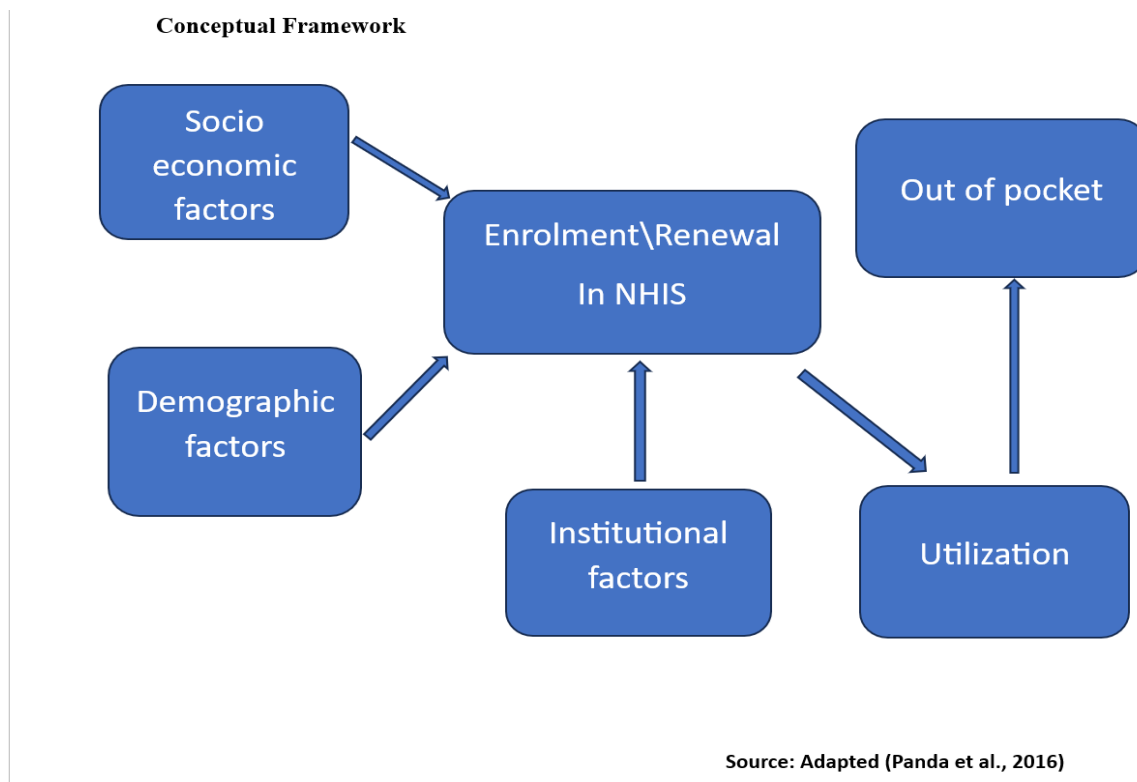 Conceptual Framework
Socio
economic
factors
Out of pocket
Enrolment\Renewal
In NHIS
Demographic
factors
Institutional
factors
Utilization
Source: Adapted (Panda et al., 2016)